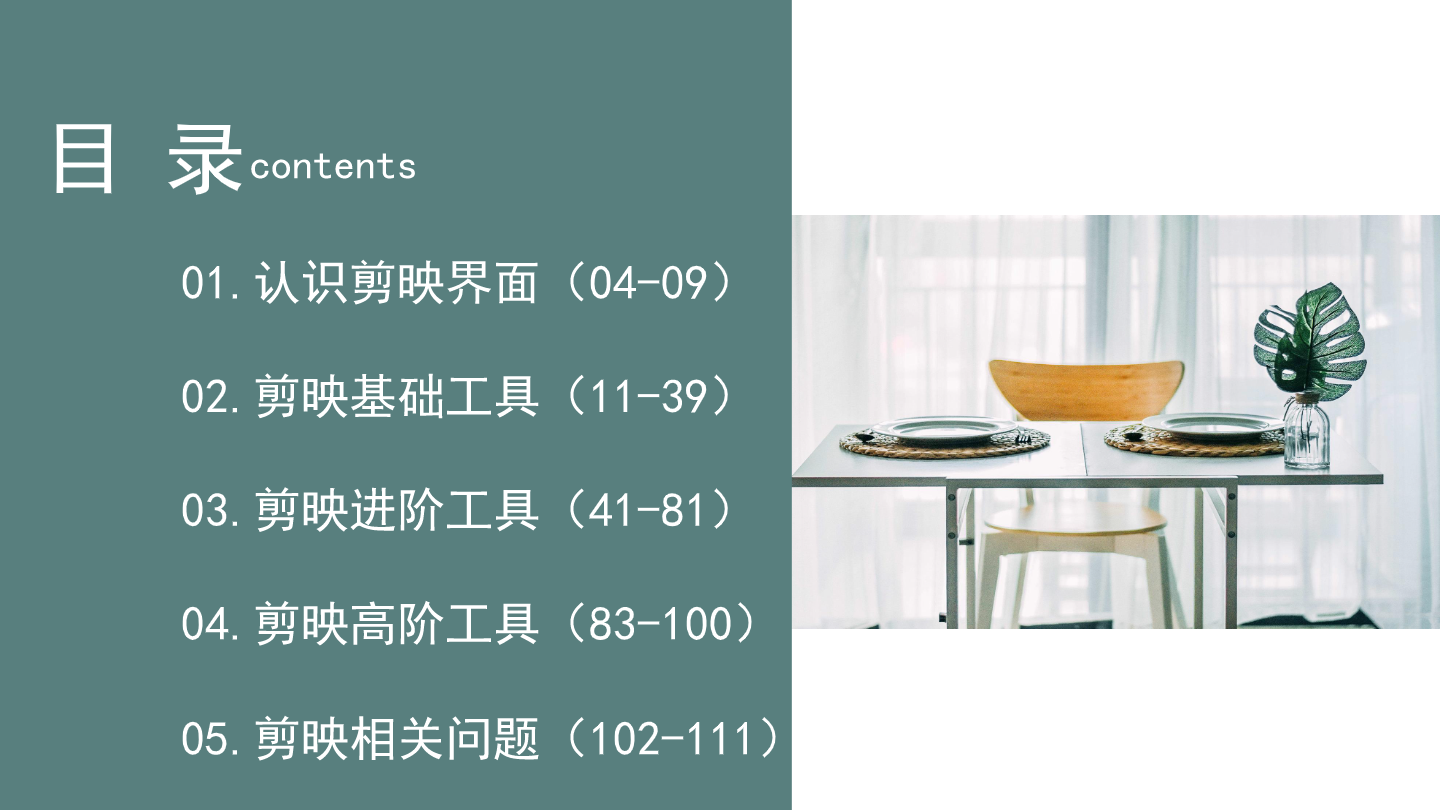 目 录contents
01.认识剪映界面（04-09）
02.剪映基础工具（11-39）
03.剪映进阶工具（41-81）
04.剪映高阶工具（83-100）
05.剪映相关问题（102-111）